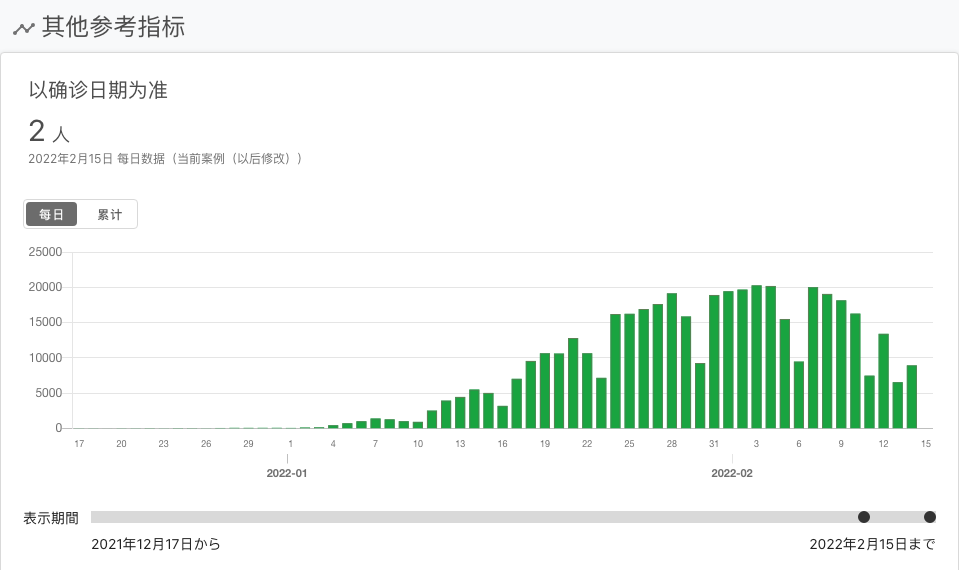 其他参考指标
以确诊日期为准
2 人
2022年2月15日 每日数据（当前案例（以后修改））
每日 累计
25000
20000
15000
10000
5000
0
17 20 23 26 29 1 4 7 10 13 16 19 22 25 28 31 3 6 9 12 15
2022-01 2022-02
表示期間
2021年12月17日から 2022年2月15日まで